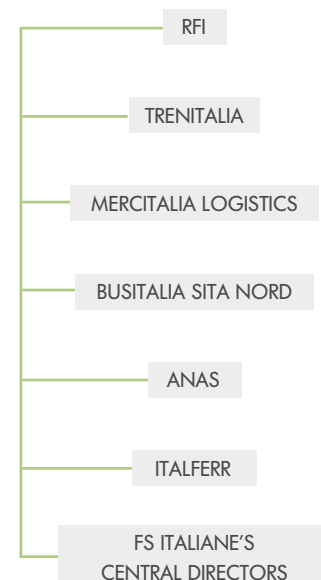 RFI
TRENITALIA
MERCITALIA LOGISTICS
BUSITALIA SITA NORD
ANAS
ITALFERR
FS ITALIANE'S
CENTRAL DIRECTORS